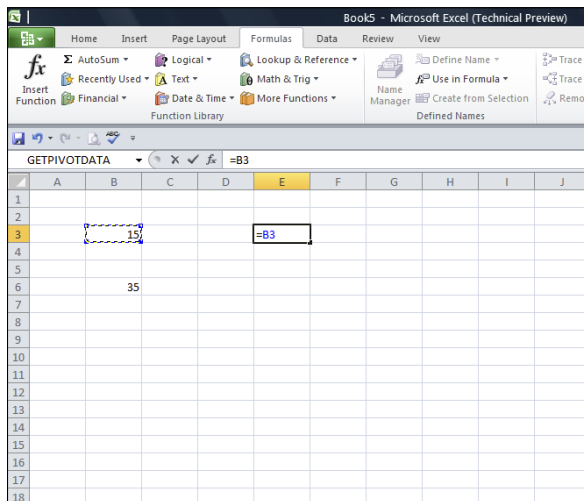 Book5 - Microsoft Excel (Technical Preview)
Home Insert Page Layout Formulas Data Review View
fx Σ AutoSum Logical Lookup & Reference Define Name Trace
Recently Used A Text Math & Trig Use in Formula Trace
Insert Function Financial Date & Time More Functions Name Manager Create from Selection Remo
Function Library Defined Names
ABC
GETPIVOTDATA fx =B3
A B C D E F G H I J
1
2
3 15 =B3
4
5
6 35
7
8
9
10
11
12
13
14
15
16
17
18